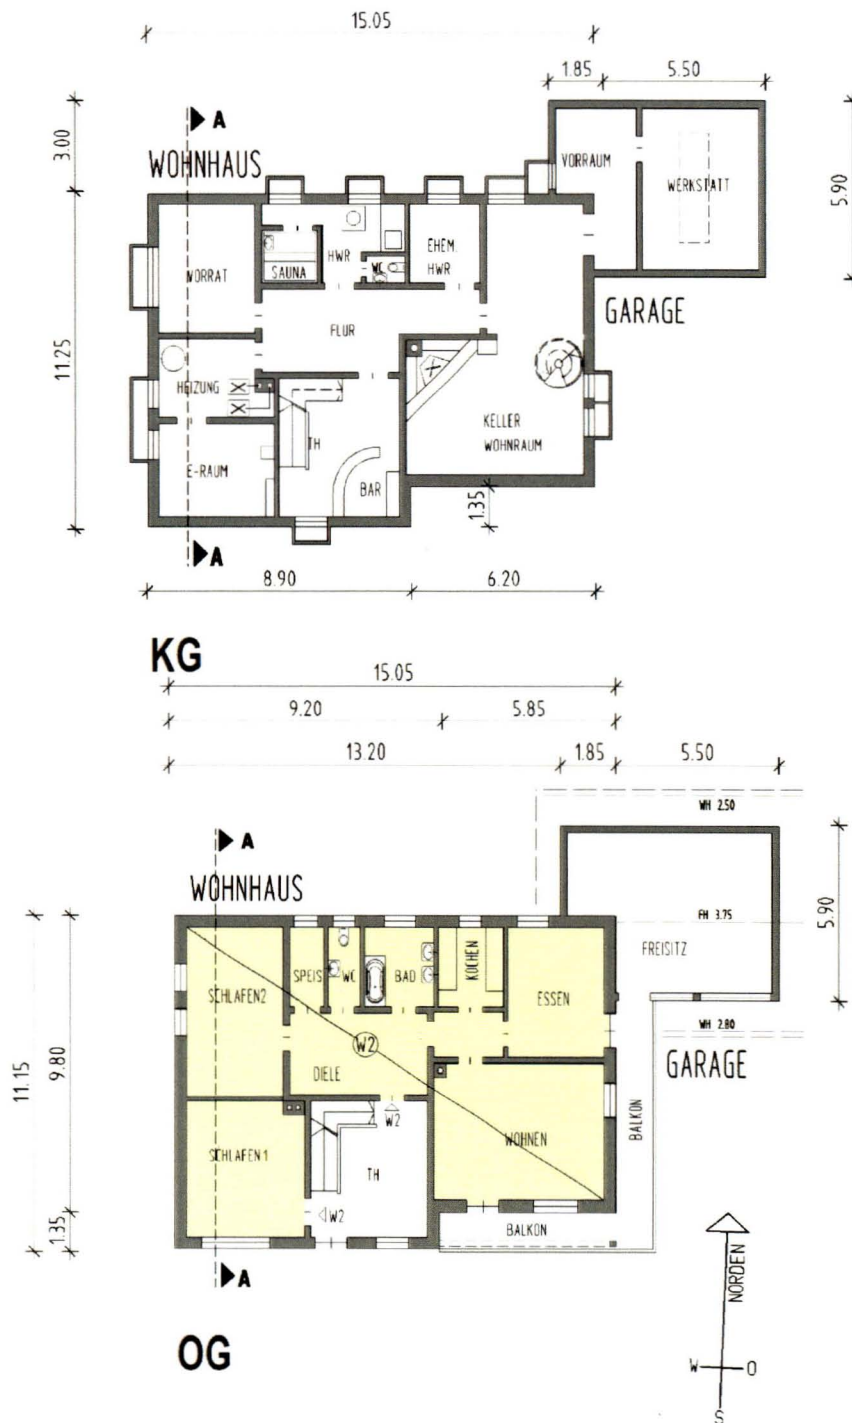 15.05
1.85 5.50
A
3.00
WOHNHAUS
VORRAUM
WERKSTATT
5.90
VORRAT
SAUNA
HWR
WC
EHEM.
HWR
GARAGE
FLUR
11.25
HEIZUNG
TH
KELLER
WOHNRAUM
E-RAUM
BAR
1.35
A
8.90 6.20
KG
15.05
9.20 5.85
13.20 1.85 5.50
WH 2.50
A
WOHNHAUS
5.90
FH 3.75
FREISITZ
SPEIS
WC
BAD
KOCHEN
SCHLAFEN2
ESSEN
WH 2.80
W2
GARAGE
DIELE
11.15
9.80
W2
BALKON
SCHLAFEN1
WOHNEN
TH
W2
1.35
BALKON
A
NORDEN
OG
W O
S